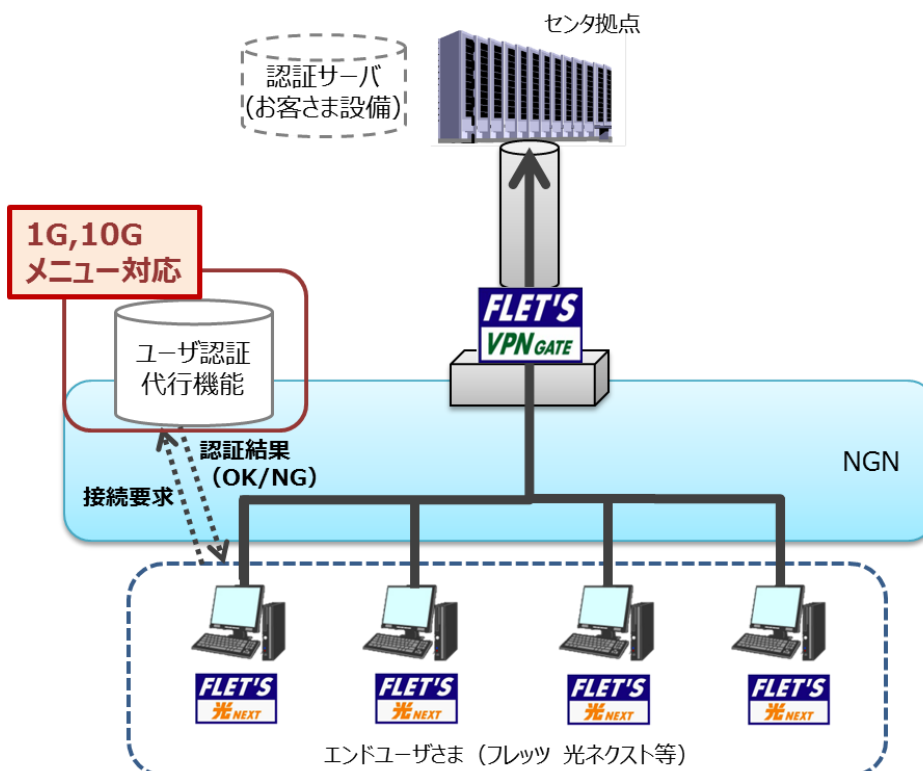 センタ拠点
認証サーバ
(お客さま設備)
1G,10G
メニュー対応
FLET'S
VPN GATE
ユーザ認証
代行機能
認証結果
（OK/NG）
接続要求
NGN
FLET'S
光NEXT
FLET'S
光NEXT
FLET'S
光NEXT
FLET'S
光NEXT
エンドユーザさま（フレッツ 光ネクスト等）